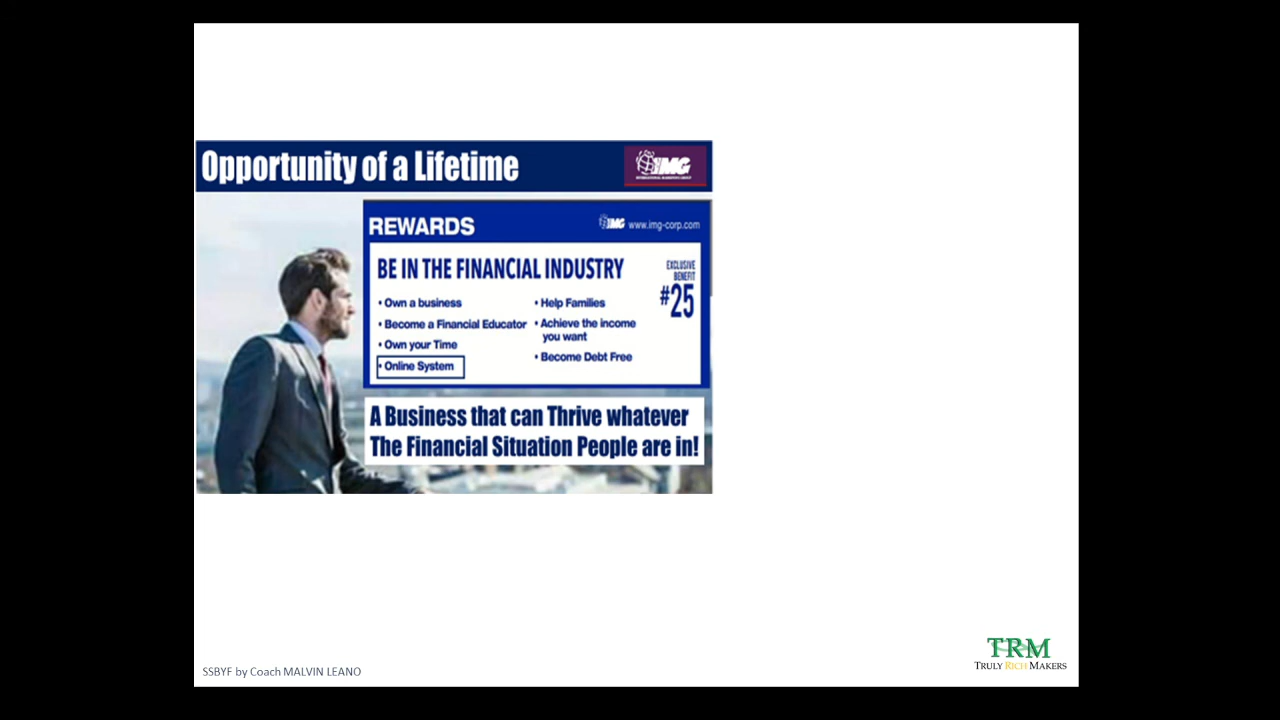 Opportunity of a Lifetime
IMG
INTERNATIONAL MARKETING GROUP
REWARDS
IMG www.img-corp.com
BE IN THE FINANCIAL INDUSTRY
EXCLUSIVE
BENEFIT
#25
• Own a business
• Become a Financial Educator
• Own your Time
• Online System
• Help Families
• Achieve the income
you want
• Become Debt Free
A Business that can Thrive whatever
The Financial Situation People are in!
SSBYF by Coach MALVIN LEANO
TRM
TRULY RICH MAKERS